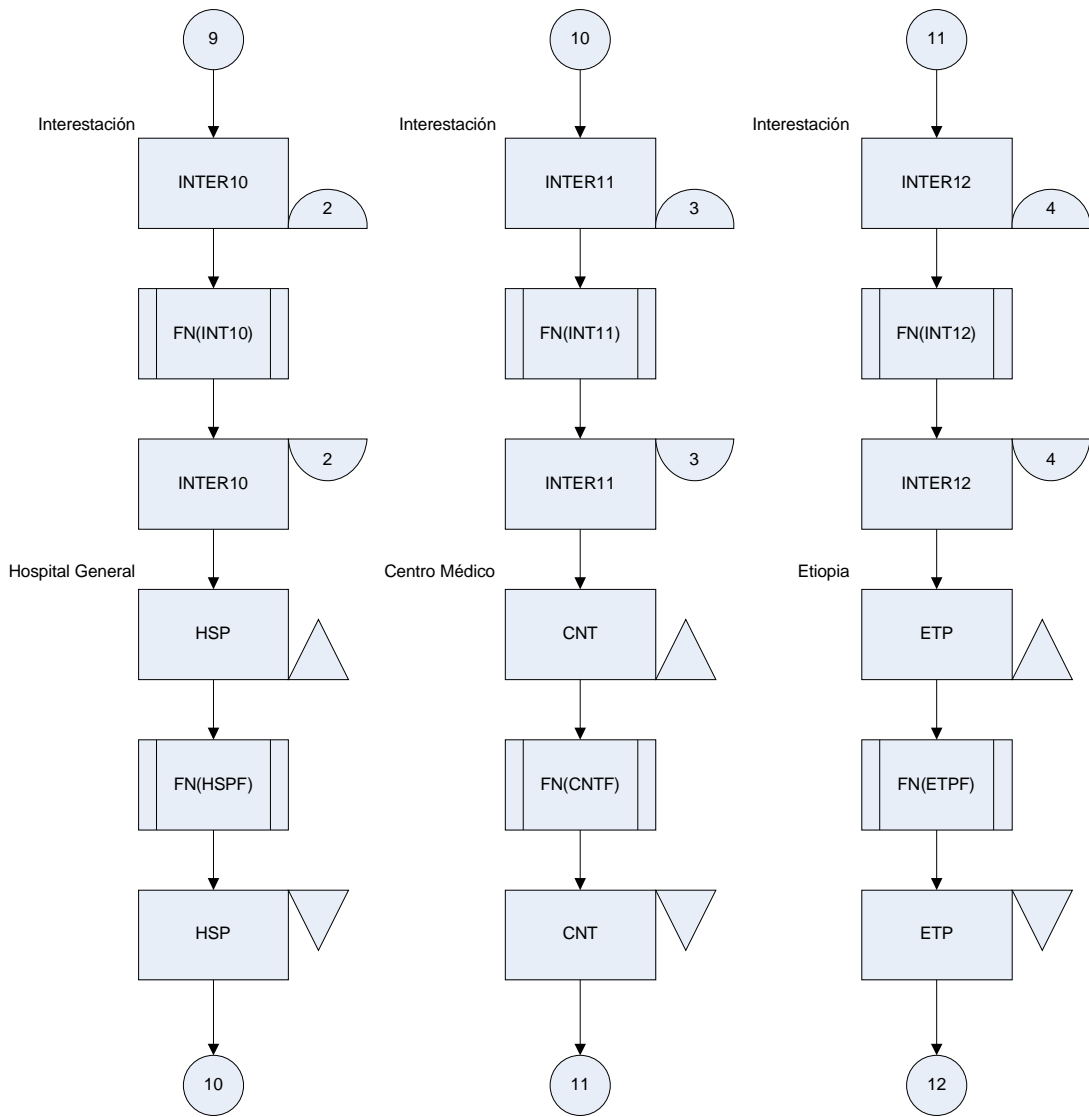 9
10
11
Interestación
Interestación
Interestación
INTER10
2
INTER11
3
INTER12
4
FN(INT10)
FN(INT11)
FN(INT12)
INTER10
2
INTER11
3
INTER12
4
Hospital General
Centro Médico
Etiopia
HSP
CNT
ETP
FN(HSPF)
FN(CNTF)
FN(ETPF)
HSP
CNT
ETP
10
11
12